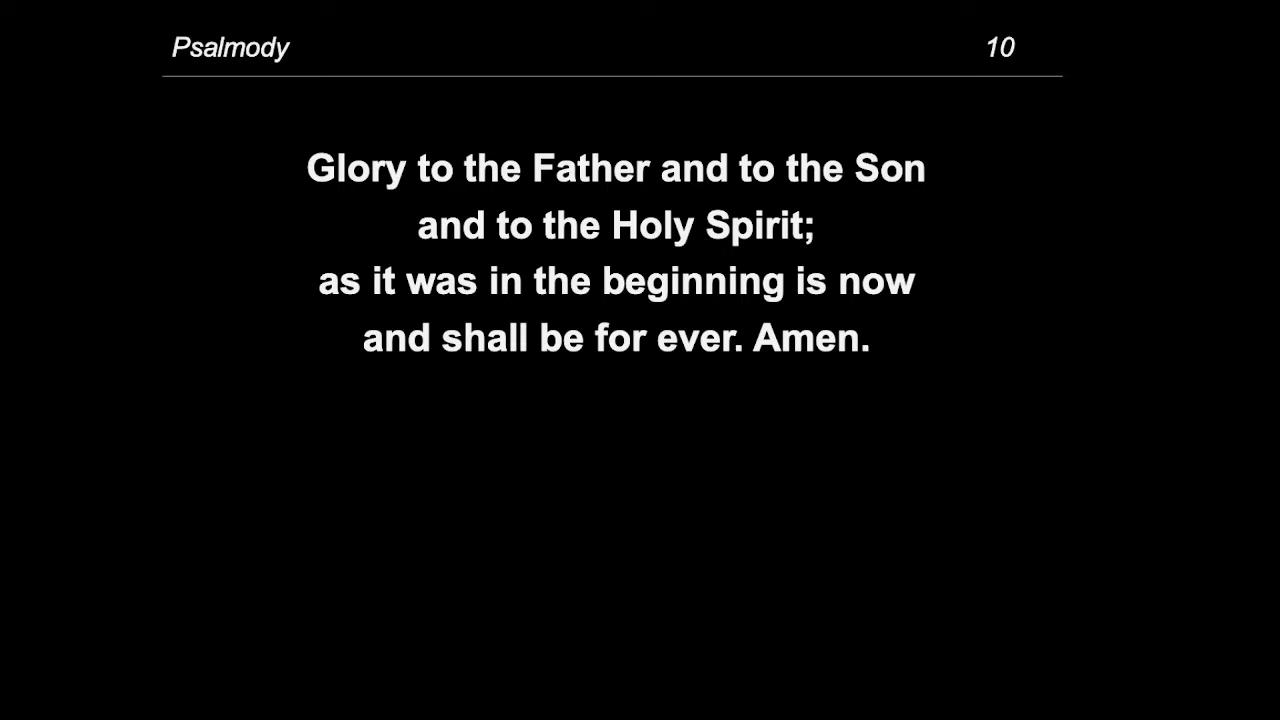 Psalmody 10
Glory to the Father and to the Son
and to the Holy Spirit;
as it was in the beginning is now
and shall be for ever. Amen.